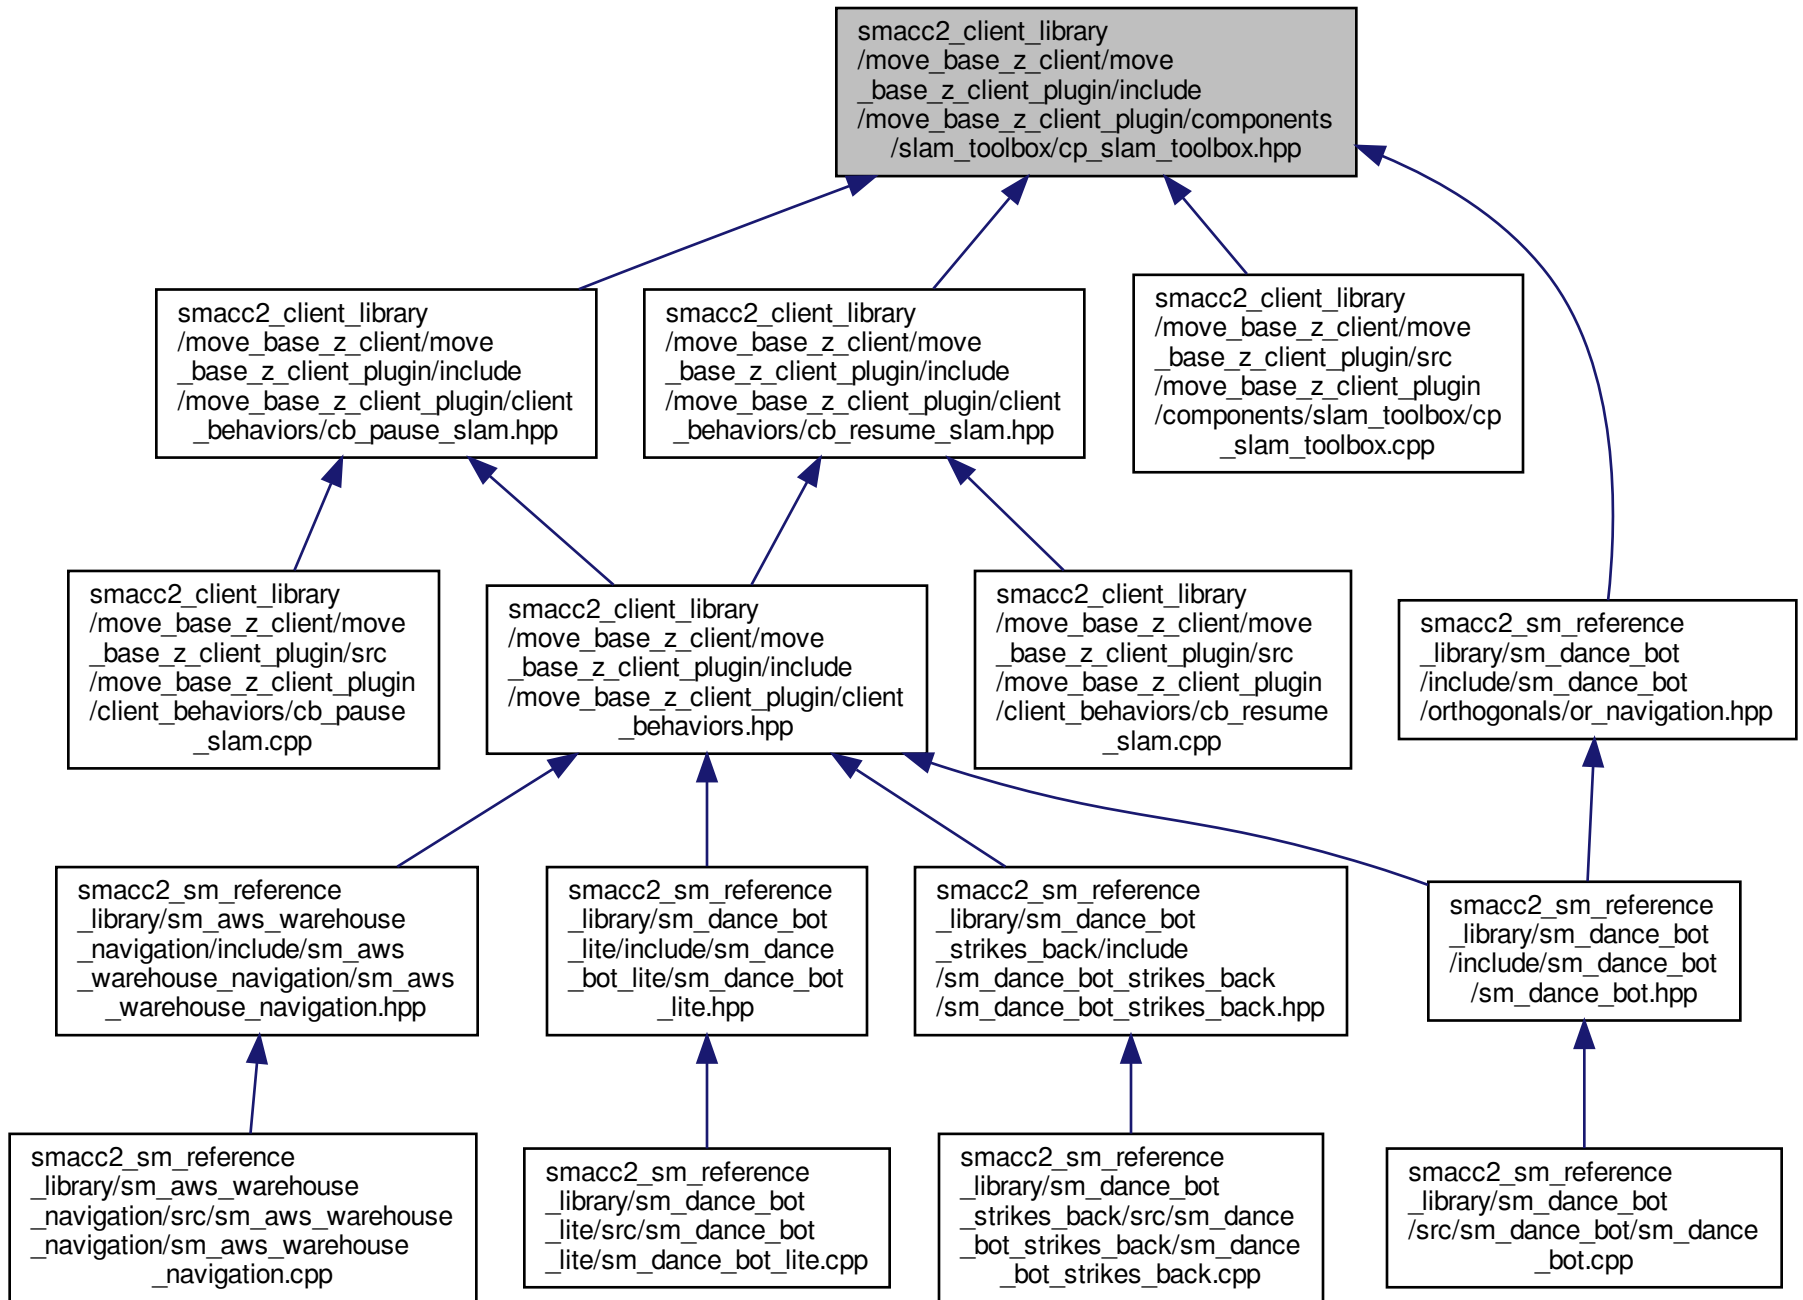 smacc2_client_library
/move_base_z_client/move
_base_z_client_plugin/include
/move_base_z_client_plugin/components
/slam_toolbox/cp_slam_toolbox.hpp
smacc2_client_library
/move_base_z_client/move
_base_z_client_plugin/include
/move_base_z_client_plugin/client
_behaviors/cb_pause_slam.hpp
smacc2_client_library
/move_base_z_client/move
_base_z_client_plugin/include
/move_base_z_client_plugin/client
_behaviors/cb_resume_slam.hpp
smacc2_client_library
/move_base_z_client/move
_base_z_client_plugin/src
/move_base_z_client_plugin
/components/slam_toolbox/cp
_slam_toolbox.cpp
smacc2_client_library
/move_base_z_client/move
_base_z_client_plugin/src
/move_base_z_client_plugin
/client_behaviors/cb_pause
_slam.cpp
smacc2_client_library
/move_base_z_client/move
_base_z_client_plugin/include
/move_base_z_client_plugin/client
_behaviors.hpp
smacc2_client_library
/move_base_z_client/move
_base_z_client_plugin/src
/move_base_z_client_plugin
/client_behaviors/cb_resume
_slam.cpp
smacc2_sm_reference
_library/sm_dance_bot
/include/sm_dance_bot
/orthogonals/or_navigation.hpp
smacc2_sm_reference
_library/sm_aws_warehouse
_navigation/include/sm_aws
_warehouse_navigation/sm_aws
_warehouse_navigation.hpp
smacc2_sm_reference
_library/sm_dance_bot
_lite/include/sm_dance
_bot_lite/sm_dance_bot
_lite.hpp
smacc2_sm_reference
_library/sm_dance_bot
_strikes_back/include
/sm_dance_bot_strikes_back
/sm_dance_bot_strikes_back.hpp
smacc2_sm_reference
_library/sm_dance_bot
/include/sm_dance_bot
/sm_dance_bot.hpp
smacc2_sm_reference
_library/sm_aws_warehouse
_navigation/src/sm_aws_warehouse
_navigation/sm_aws_warehouse
_navigation.cpp
smacc2_sm_reference
_library/sm_dance_bot
_lite/src/sm_dance_bot
_lite/sm_dance_bot_lite.cpp
smacc2_sm_reference
_library/sm_dance_bot
_strikes_back/src/sm_dance
_bot_strikes_back/sm_dance
_bot_strikes_back.cpp
smacc2_sm_reference
_library/sm_dance_bot
/src/sm_dance_bot/sm_dance
_bot.cpp